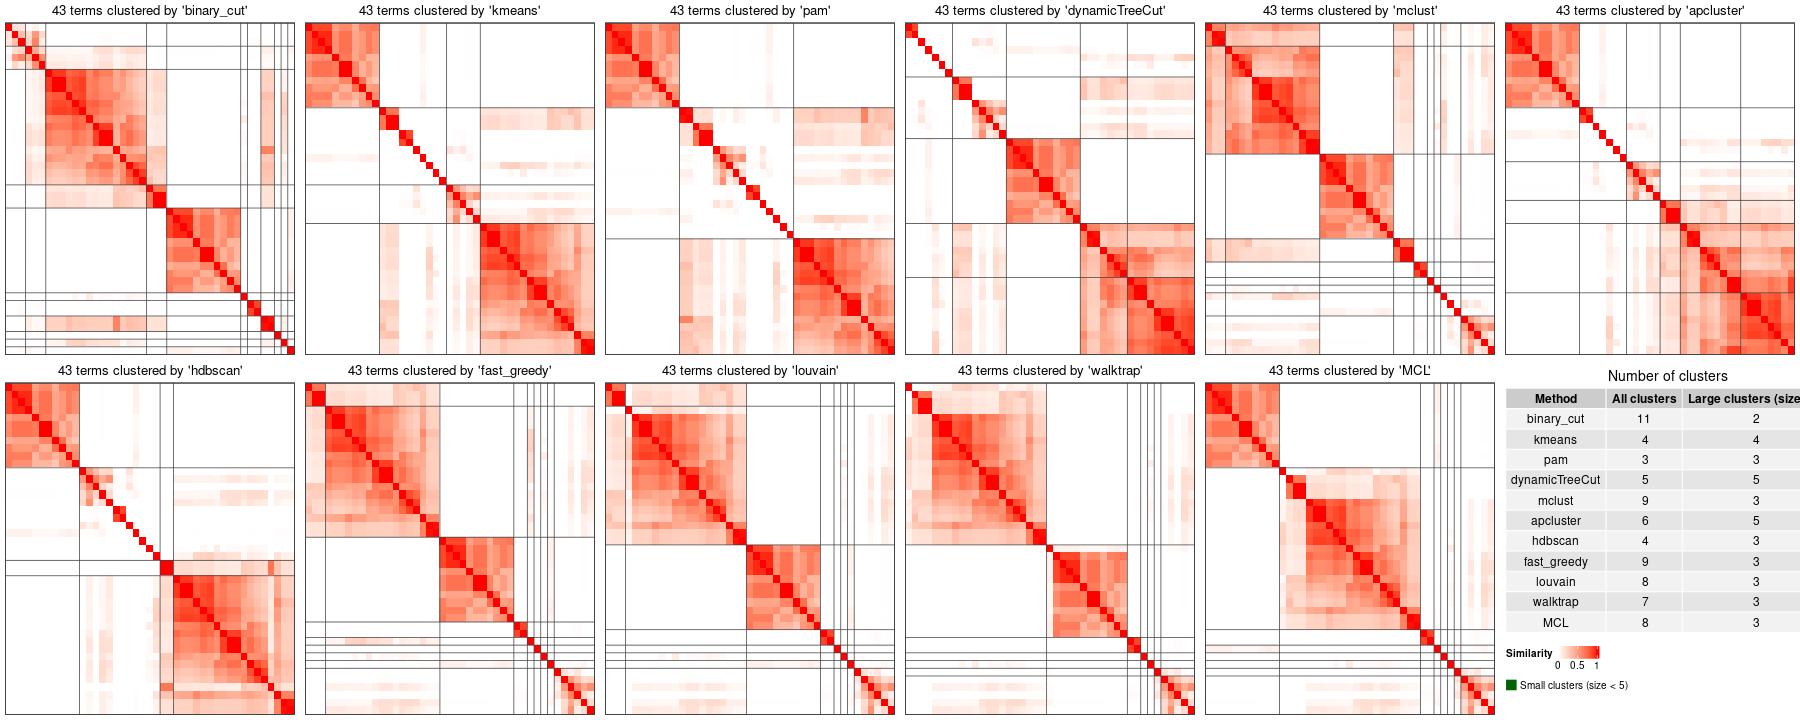 43 terms clustered by 'binary_cut'
43 terms clustered by 'kmeans'
43 terms clustered by 'pam'
43 terms clustered by 'dynamicTreeCut'
43 terms clustered by 'mclust'
43 terms clustered by 'apcluster'
43 terms clustered by 'hdbscan'
43 terms clustered by 'fast_greedy'
43 terms clustered by 'louvain'
43 terms clustered by 'walktrap'
43 terms clustered by 'MCL'
Number of clusters
Method All clusters Large clusters (size
binary_cut 11 2
kmeans 4 4
pam 3 3
dynamicTreeCut 5 5
mclust 9 3
apcluster 6 5
hdbscan 4 3
fast_greedy 9 3
louvain 8 3
walktrap 7 3
MCL 8 3
Similarity
0 0.5 1
Small clusters (size < 5)